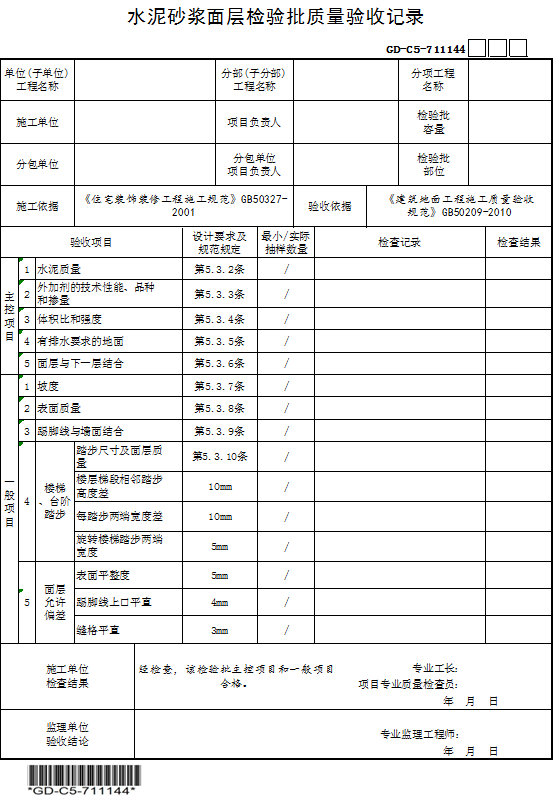 水泥砂浆面层检验批质量验收记录
GD-C5-711144
单位(子单位)
工程名称
分部(子分部)
工程名称
分项工程
名称
施工单位
项目负责人
检验批
容量
分包单位
分包单位
项目负责人
检验批
部位
施工依据
《住宅装饰装修工程施工规范》GB50327-
2001
验收依据
《建筑地面工程施工质量验收
规范》GB50209-2010
验收项目
设计要求及
规范规定
最小/实际
抽样数量
检查记录
检查结果
主控项目
1 水泥质量 第5.3.2条 /
2 外加剂的技术性能、品种
和掺量 第5.3.3条 /
3 体积比和强度 第5.3.4条 /
4 有排水要求的地面 第5.3.5条 /
5 面层与下一层结合 第5.3.6条 /
一般项目
1 坡度 第5.3.7条 /
2 表面质量 第5.3.8条 /
3 踢脚线与墙面结合 第5.3.9条 /
4
楼梯
、台阶
踏步
踏步尺寸及面层质
量 第5.3.10条 /
楼层梯段相邻踏步
高度差 10mm /
每踏步两端宽度差 10mm /
旋转楼梯踏步两端
宽度 5mm /
5
面层
允许
偏差
表面平整度 5mm /
踢脚线上口平直 4mm /
缝格平直 3mm /
施工单位
检查结果
经检查，该检验批主控项目和一般项目
合格。
专业工长：
项目专业质量检查员：
年 月 日
监理单位
验收结论
专业监理工程师：
年 月 日
*GD-C5-711144*